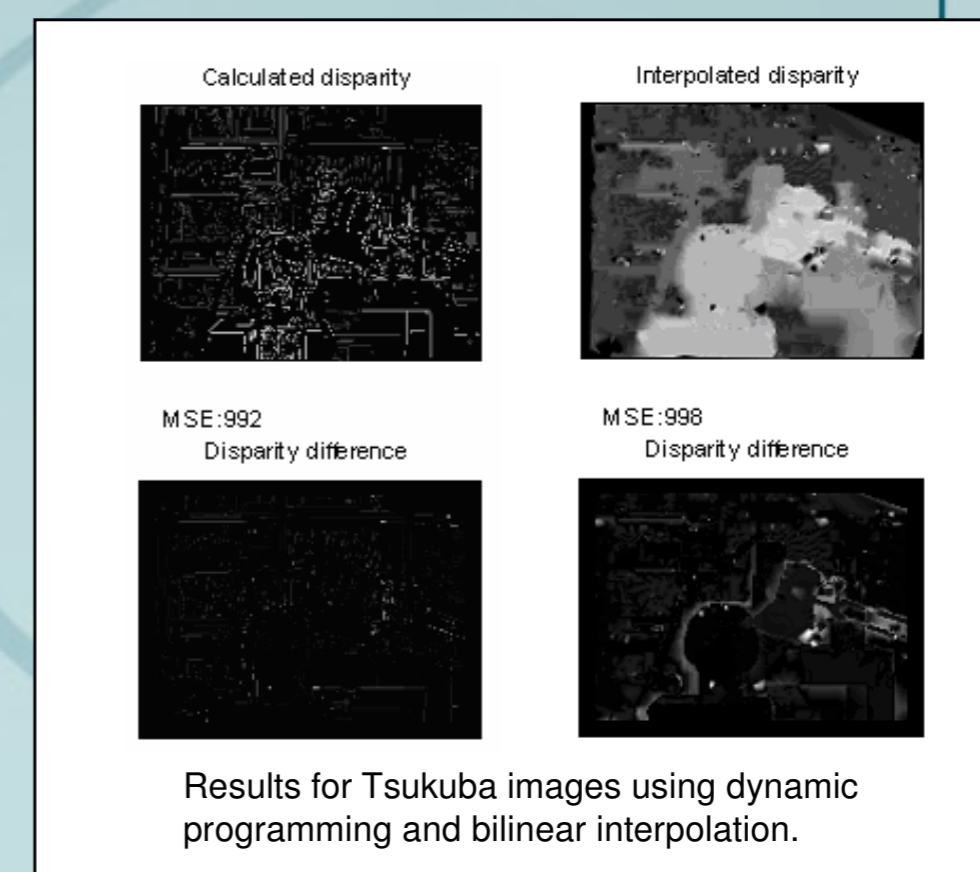 Calculated disparity
Interpolated disparity
MSE:992
Disparity difference
MSE:998
Disparity difference
Results for Tsukuba images using dynamic
programming and bilinear interpolation.